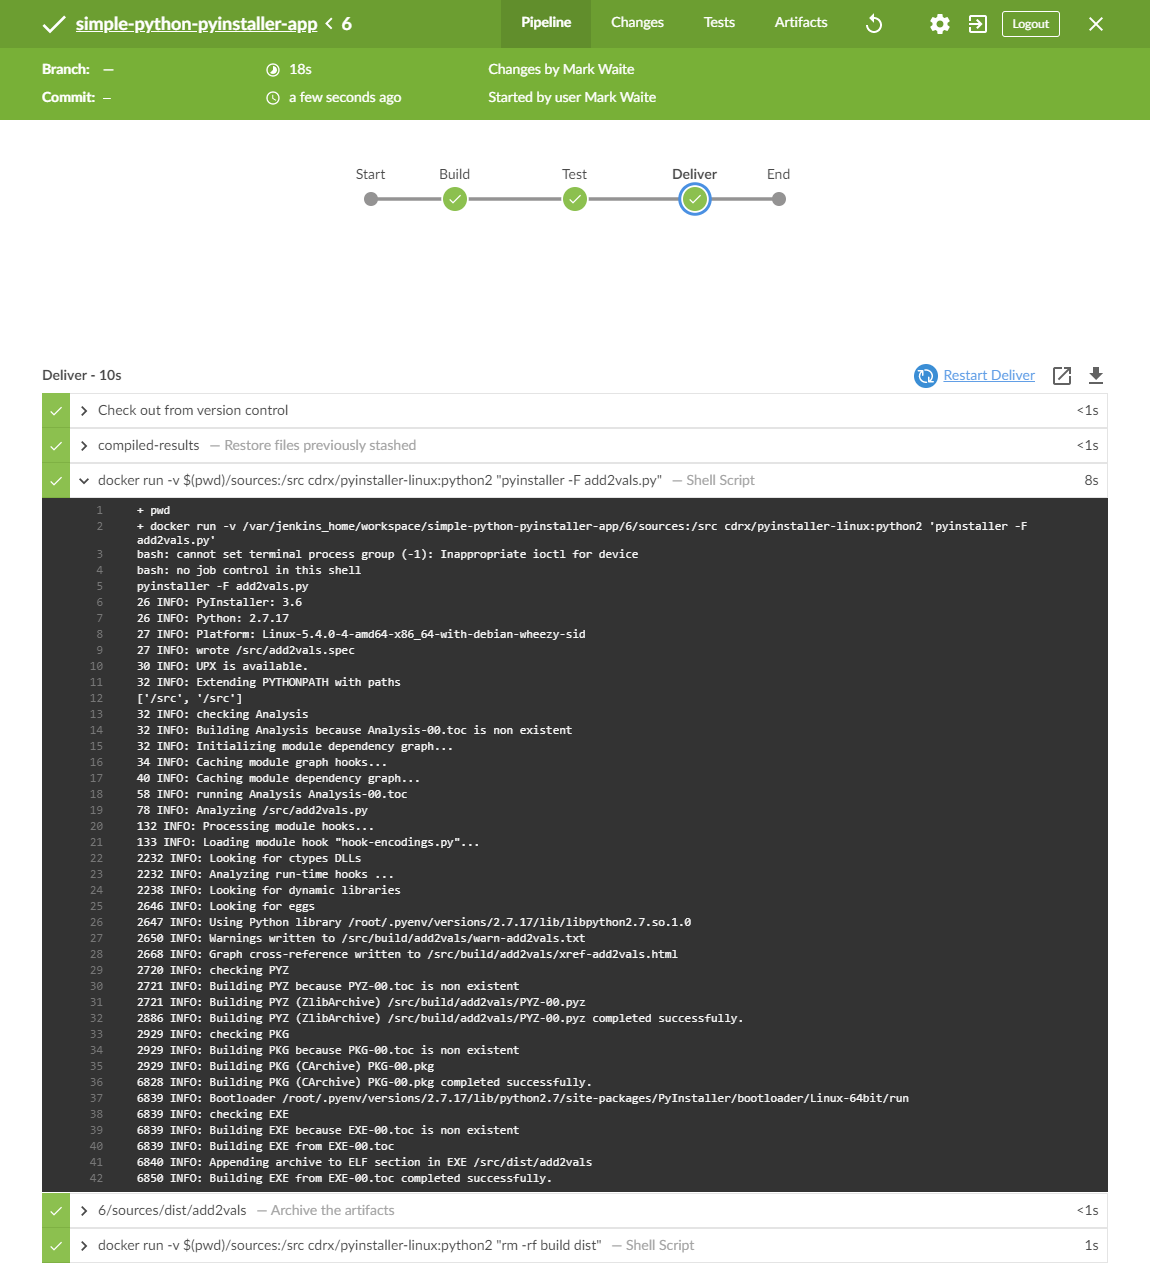 simple-python-pyinstaller-app < 6
Pipeline
Changes
Tests
Artifacts
Logout
Branch: —
18s
Changes by Mark Waite
Commit: —
a few seconds ago
Started by user Mark Waite
Start
Build
Test
Deliver
End
Deliver - 10s
Restart Deliver
Check out from version control
<1s
compiled-results — Restore files previously stashed
<1s
docker run -v $(pwd)/sources:/src cdrx/pyinstaller-linux:python2 "pyinstaller -F add2vals.py" — Shell Script
8s
1 + pwd
2 + docker run -v /var/jenkins_home/workspace/simple-python-pyinstaller-app/6/sources:/src cdrx/pyinstaller-linux:python2 'pyinstaller -F
add2vals.py'
3 bash: cannot set terminal process group (-1): Inappropriate ioctl for device
4 bash: no job control in this shell
5 pyinstaller -F add2vals.py
6 26 INFO: PyInstaller: 3.6
7 26 INFO: Python: 2.7.17
8 27 INFO: Platform: Linux-5.4.0-4-amd64-x86_64-with-debian-wheezy-sid
9 27 INFO: wrote /src/add2vals.spec
10 30 INFO: UPX is available.
11 32 INFO: Extending PYTHONPATH with paths
12 ['/src', '/src']
13 32 INFO: checking Analysis
14 32 INFO: Building Analysis because Analysis-00.toc is non existent
15 32 INFO: Initializing module dependency graph...
16 34 INFO: Caching module graph hooks...
17 40 INFO: Caching module dependency graph...
18 58 INFO: running Analysis Analysis-00.toc
19 78 INFO: Analyzing /src/add2vals.py
20 132 INFO: Processing module hooks...
21 133 INFO: Loading module hook "hook-encodings.py"...
22 2232 INFO: Looking for ctypes DLLs
23 2232 INFO: Analyzing run-time hooks ...
24 2238 INFO: Looking for dynamic libraries
25 2646 INFO: Looking for eggs
26 2647 INFO: Using Python library /root/.pyenv/versions/2.7.17/lib/libpython2.7.so.1.0
27 2650 INFO: Warnings written to /src/build/add2vals/warn-add2vals.txt
28 2668 INFO: Graph cross-reference written to /src/build/add2vals/xref-add2vals.html
29 2720 INFO: checking PYZ
30 2721 INFO: Building PYZ because PYZ-00.toc is non existent
31 2721 INFO: Building PYZ (ZlibArchive) /src/build/add2vals/PYZ-00.pyz
32 2886 INFO: Building PYZ (ZlibArchive) /src/build/add2vals/PYZ-00.pyz completed successfully.
33 2929 INFO: checking PKG
34 2929 INFO: Building PKG because PKG-00.toc is non existent
35 2929 INFO: Building PKG (CArchive) PKG-00.pkg
36 6828 INFO: Building PKG (CArchive) PKG-00.pkg completed successfully.
37 6839 INFO: Bootloader /root/.pyenv/versions/2.7.17/lib/python2.7/site-packages/PyInstaller/bootloader/Linux-64bit/run
38 6839 INFO: checking EXE
39 6839 INFO: Building EXE because EXE-00.toc is non existent
40 6839 INFO: Building EXE from EXE-00.toc
41 6840 INFO: Appending archive to ELF section in EXE /src/dist/add2vals
42 6850 INFO: Building EXE from EXE-00.toc completed successfully.
6/sources/dist/add2vals — Archive the artifacts
<1s
docker run -v $(pwd)/sources:/src cdrx/pyinstaller-linux:python2 "rm -rf build dist" — Shell Script
1s